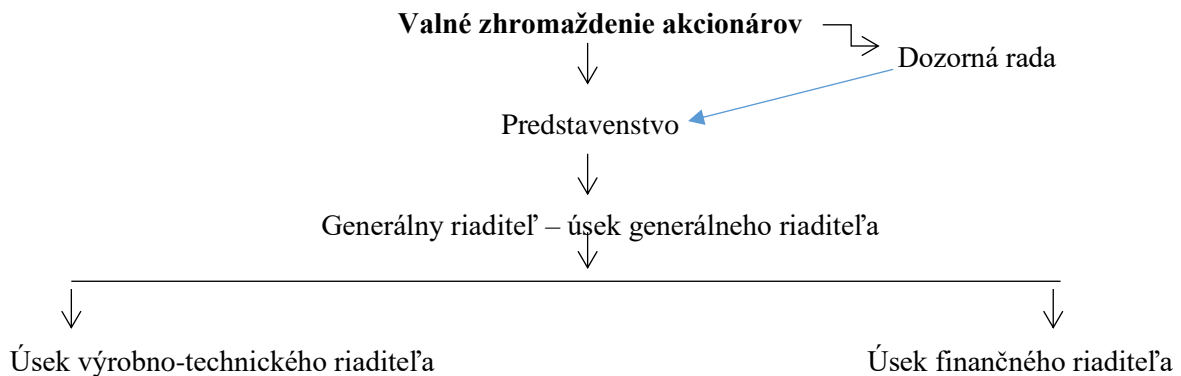 Valné zhromaždenie akcionárov
Dozorná rada
Predstavenstvo
Generálny riaditeľ – úsek generálneho riaditeľa
Úsek výrobno-technického riaditeľa
Úsek finančného riaditeľa